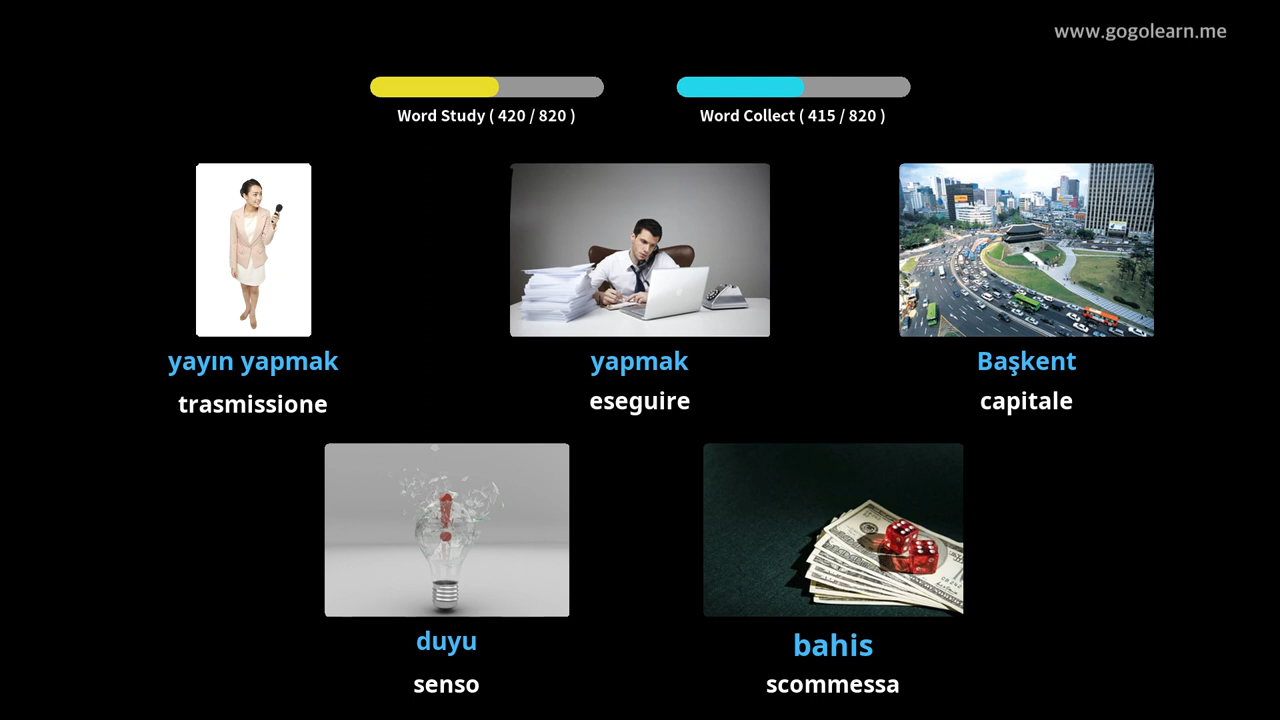 www.gogolearn.me
Word Study ( 420 / 820 )
Word Collect ( 415 / 820 )
yayın yapmak
trasmissione
yapmak
eseguire
Başkent
capitale
duyu
senso
bahis
scommessa